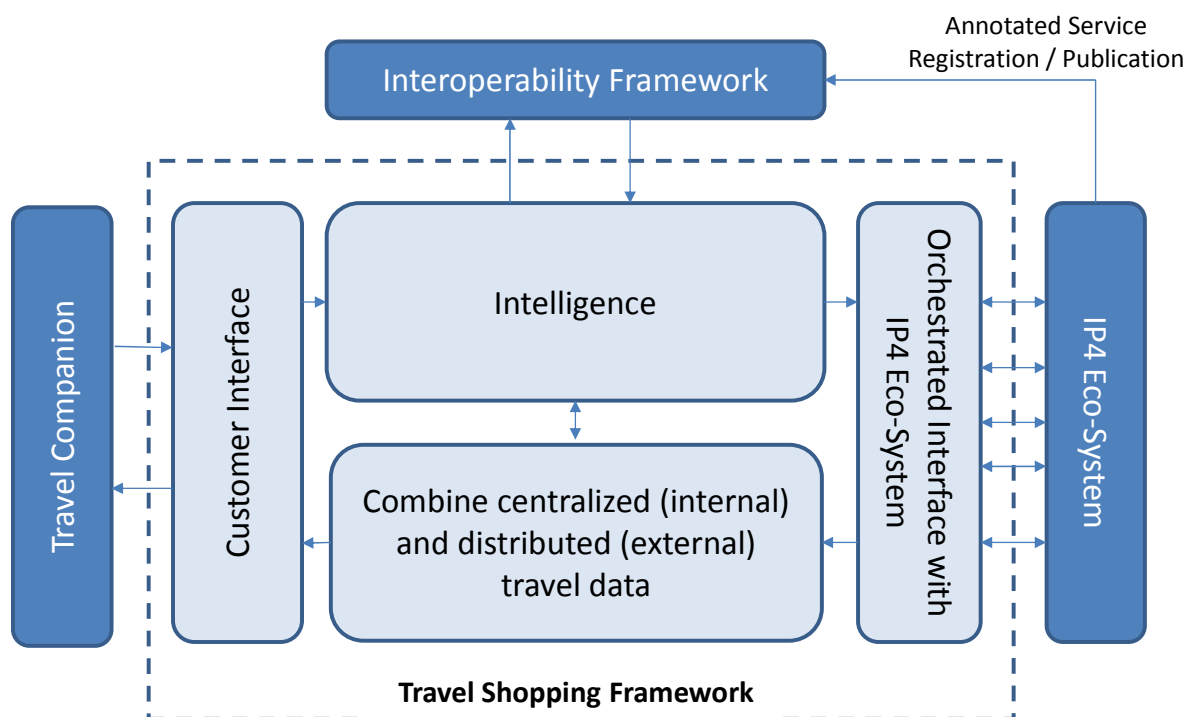 Annotated Service
Registration / Publication
Interoperability Framework
Travel Companion
Customer Interface
Intelligence
Combine centralized (internal)
and distributed (external)
travel data
Orchestrated Interface with
IP4 Eco-System
IP4 Eco-System
Travel Shopping Framework